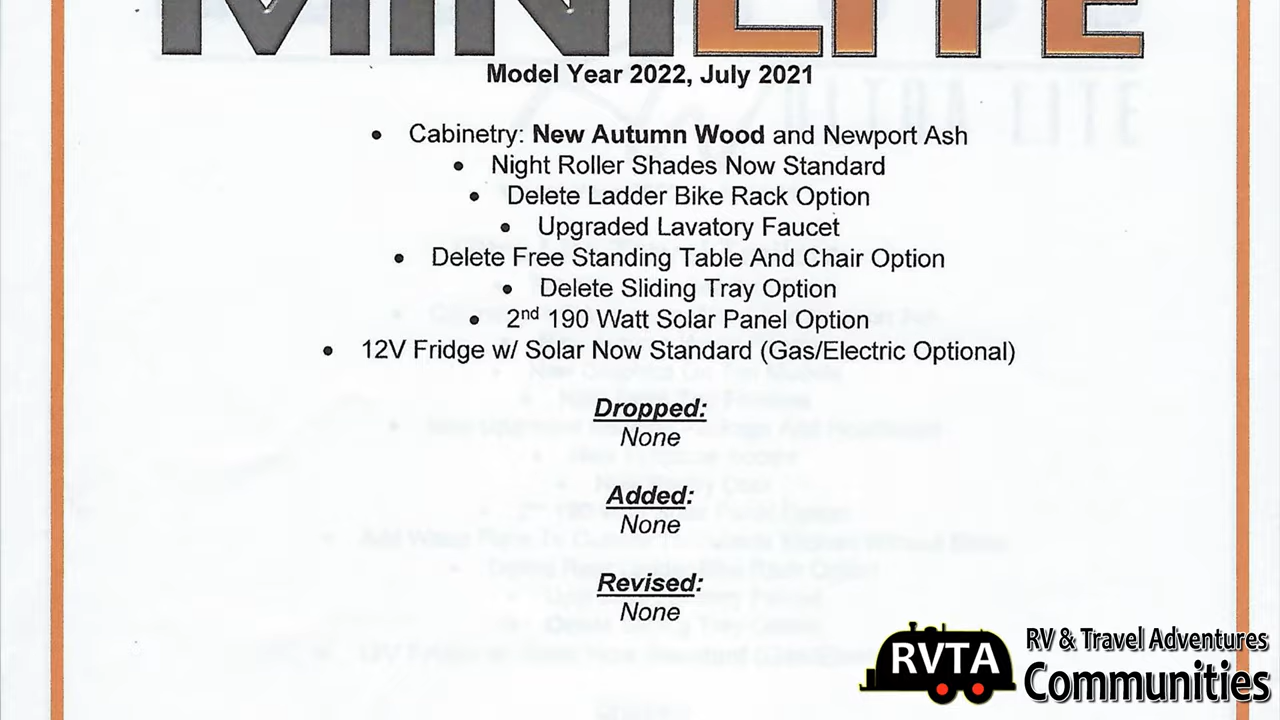 MINI LITE
Model Year 2022, July 2021
• Cabinetry: New Autumn Wood and Newport Ash
• Night Roller Shades Now Standard
• Delete Ladder Bike Rack Option
• Upgraded Lavatory Faucet
• Delete Free Standing Table And Chair Option
• Delete Sliding Tray Option
• 2nd 190 Watt Solar Panel Option
• 12V Fridge w/ Solar Now Standard (Gas/Electric Optional)
Dropped:
None
Added:
None
Revised:
None
RVTA
RV & Travel Adventures
Communities